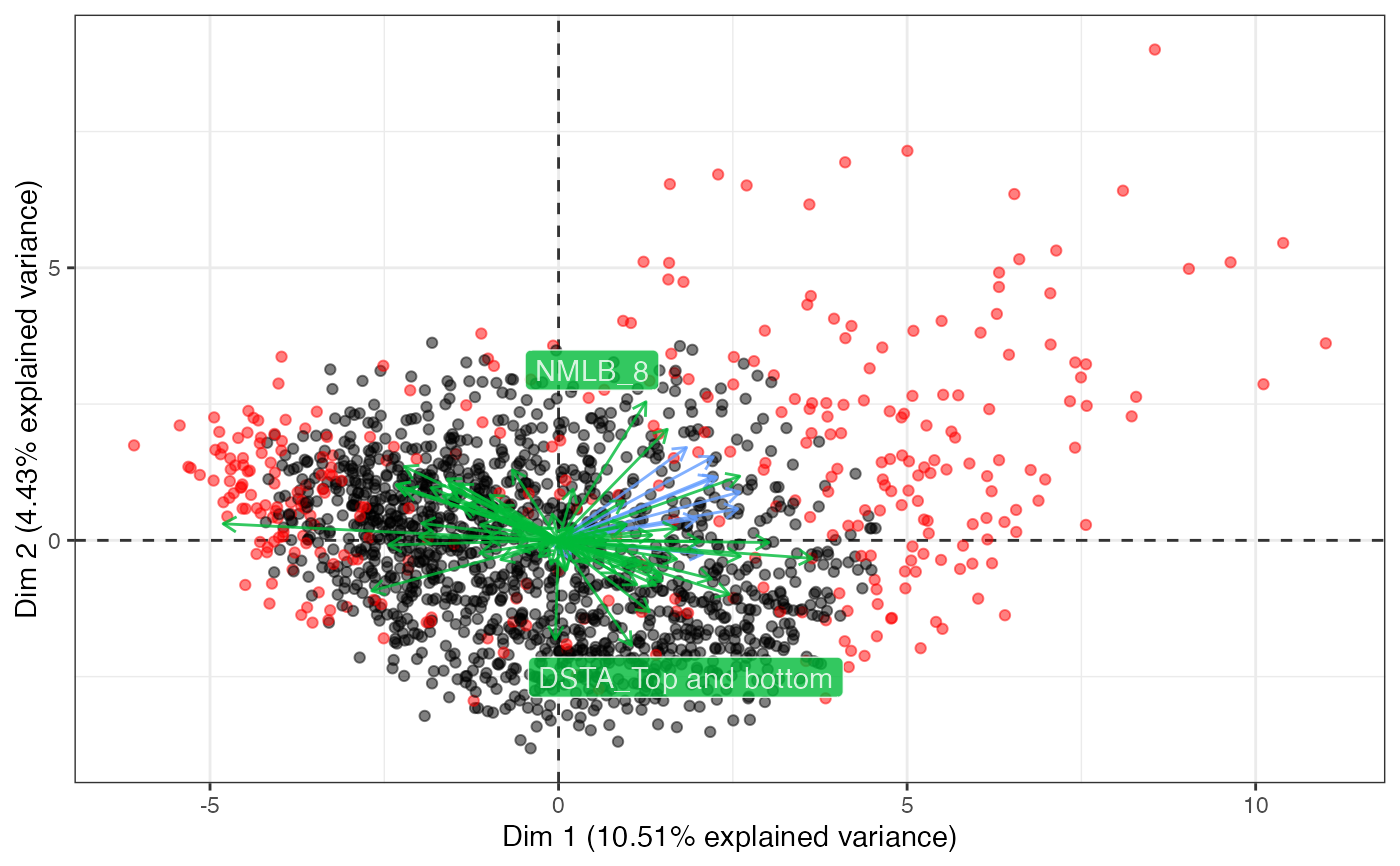 Dim 2 (4.43% explained variance)
5
0
NMLB_8
DSTA_Top and bottom
-5
0
5
10
Dim 1 (10.51% explained variance)